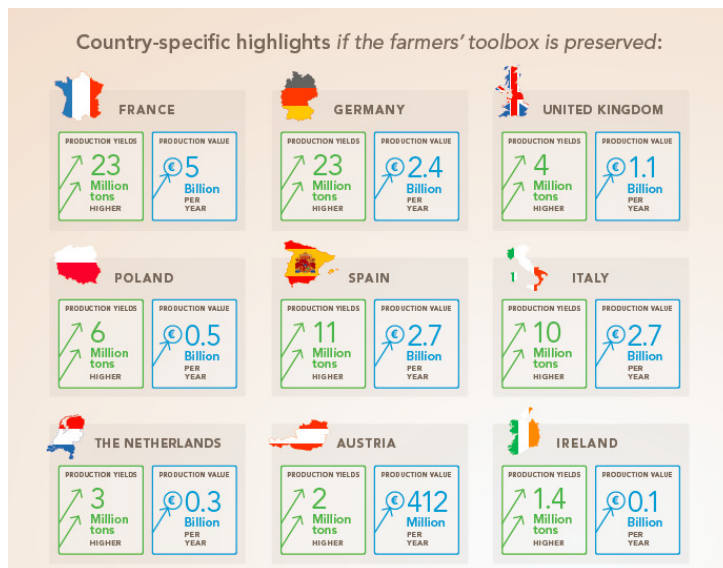 Country-specific highlights if the farmers' toolbox is preserved:
FRANCE
PRODUCTION YIELDS
23
Million
tons
HIGHER
PRODUCTION VALUE
€5
Billion
PER
YEAR
GERMANY
PRODUCTION YIELDS
23
Million
tons
HIGHER
PRODUCTION VALUE
€2.4
Billion
PER
YEAR
UNITED KINGDOM
PRODUCTION YIELDS
4
Million
tons
HIGHER
PRODUCTION VALUE
€1.1
Billion
PER
YEAR
POLAND
PRODUCTION YIELDS
6
Million
tons
HIGHER
PRODUCTION VALUE
€0.5
Billion
PER
YEAR
SPAIN
PRODUCTION YIELDS
11
Million
tons
HIGHER
PRODUCTION VALUE
€2.7
Billion
PER
YEAR
ITALY
PRODUCTION YIELDS
10
Million
tons
HIGHER
PRODUCTION VALUE
€2.7
Billion
PER
YEAR
THE NETHERLANDS
PRODUCTION YIELDS
3
Million
tons
HIGHER
PRODUCTION VALUE
€0.3
Billion
PER
YEAR
AUSTRIA
PRODUCTION YIELDS
2
Million
tons
HIGHER
PRODUCTION VALUE
€412
Million
PER
YEAR
IRELAND
PRODUCTION YIELDS
1.4
Million
tons
HIGHER
PRODUCTION VALUE
€0.1
Billion
PER
YEAR